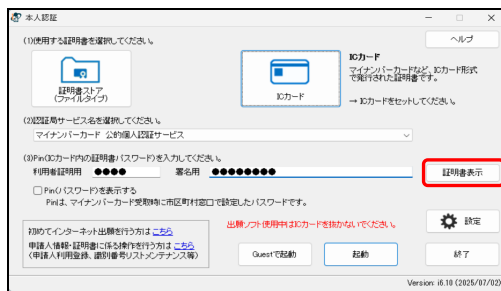 本人認証
(1)使用する証明書を選択してください。
ヘルプ
証明書ストア
(ファイルタイプ)
ICカード
ICカード
マイナンバーカードなど、ICカード形式
で発行された証明書です。
→ ICカードをセットしてください。
(2)認証局サービス名を選択してください。
マイナンバーカード 公的個人認証サービス
(3)Pin(ICカード内の証明書パスワード)を入力してください。
利用者証明用 ●●●● 署名用 ●●●●●●●●
証明書表示
Pin(パスワード)を表示する
Pinは、マイナンバーカード受取時に市区町村窓口で設定したパスワードです。
出願ソフト使用中はICカードを抜かないでください。
設定
初めてインターネット出願を行う方は こちら
申請人情報・証明書に係る操作を行う方は こちら
(申請人利用登録、識別番号リストメンテナンス等)
Guestで起動
起動
終了
Version: i6.10 (2025/07/02)